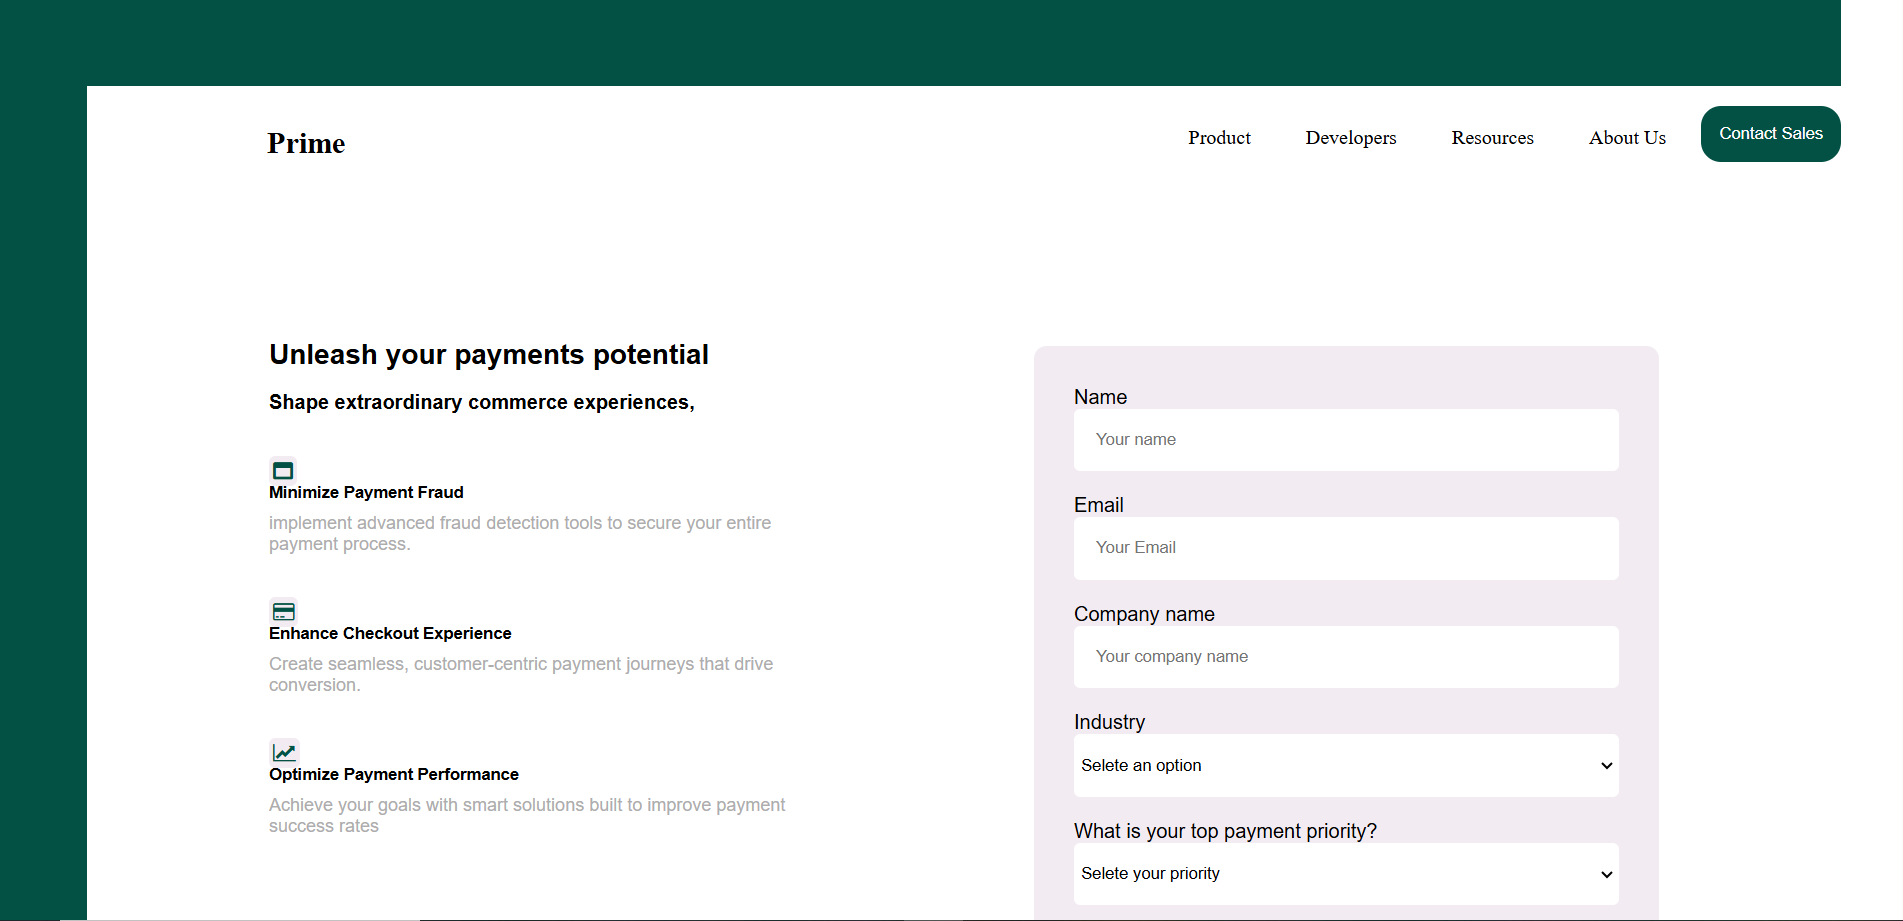 Prime
Product
Developers
Resources
About Us
Contact Sales
Unleash your payments potential
Shape extraordinary commerce experiences,
Minimize Payment Fraud
implement advanced fraud detection tools to secure your entire
payment process.
Enhance Checkout Experience
Create seamless, customer-centric payment journeys that drive
conversion.
Optimize Payment Performance
Achieve your goals with smart solutions built to improve payment
success rates
Name
Your name
Email
Your Email
Company name
Your company name
Industry
Selete an option
What is your top payment priority?
Selete your priority